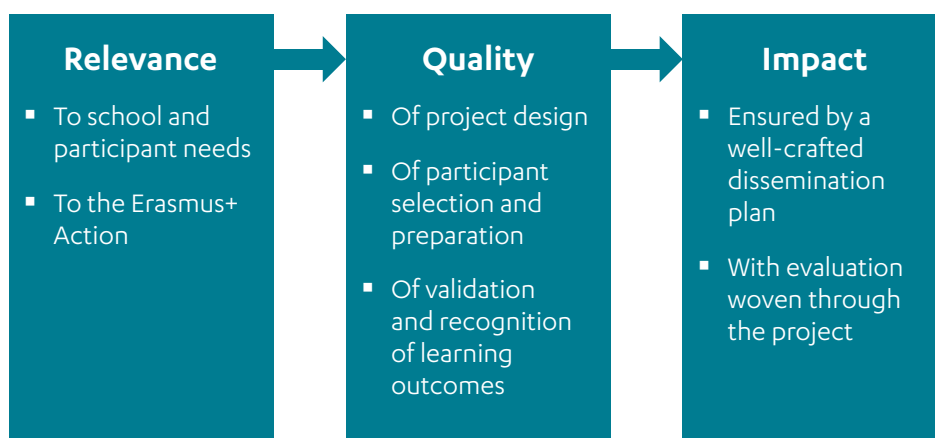 Relevance
▪ To school and
participant needs
▪ To the Erasmus+
Action
Quality
▪ Of project design
▪ Of participant
selection and
preparation
▪ Of validation
and recognition
of learning
outcomes
Impact
▪ Ensured by a
well-crafted
dissemination
plan
▪ With evaluation
woven through
the project